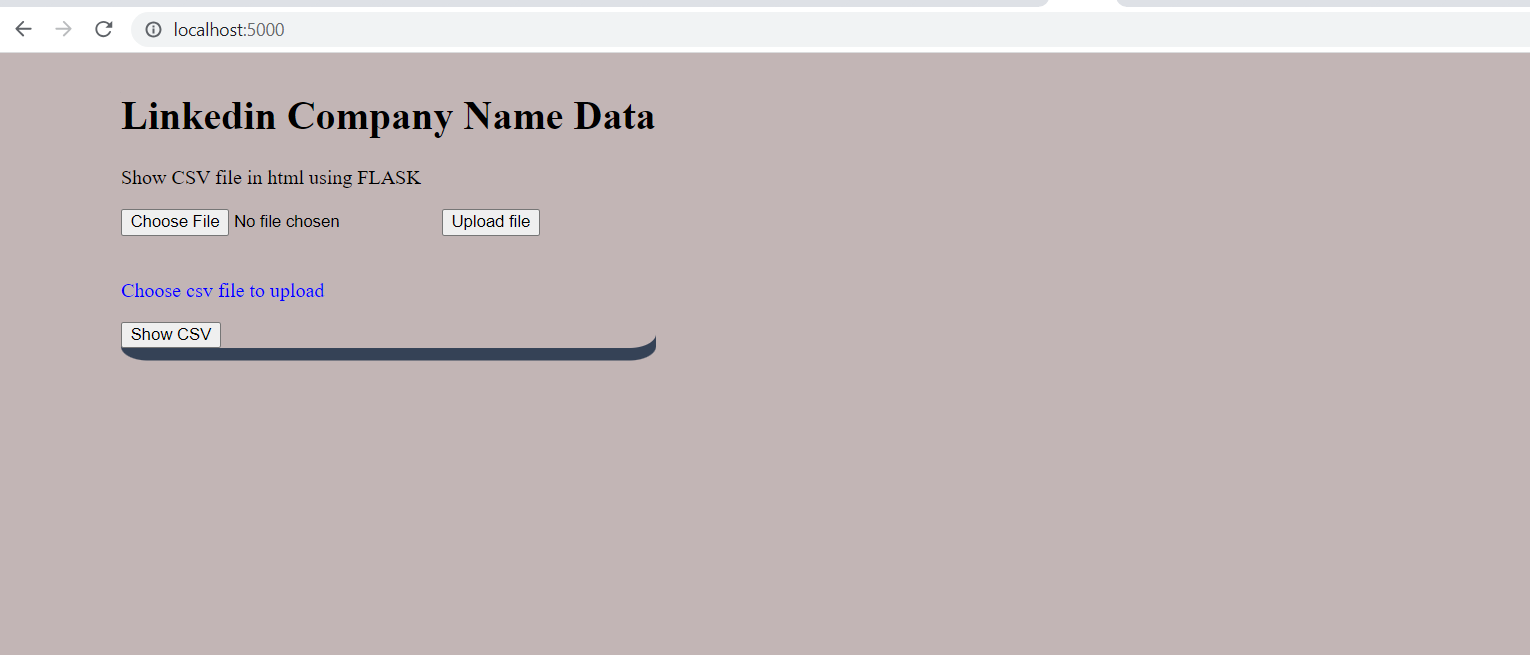 localhost:5000
Linkedin Company Name Data
Show CSV file in html using FLASK
Choose File No file chosen Upload file
Choose csv file to upload
Show CSV